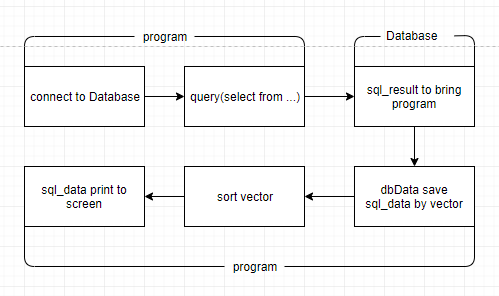 program
Database
connect to Database
query(select from ...)
sql_result to bring
program
sql_data print to
screen
sort vector
dbData save
sql_data by vector
program